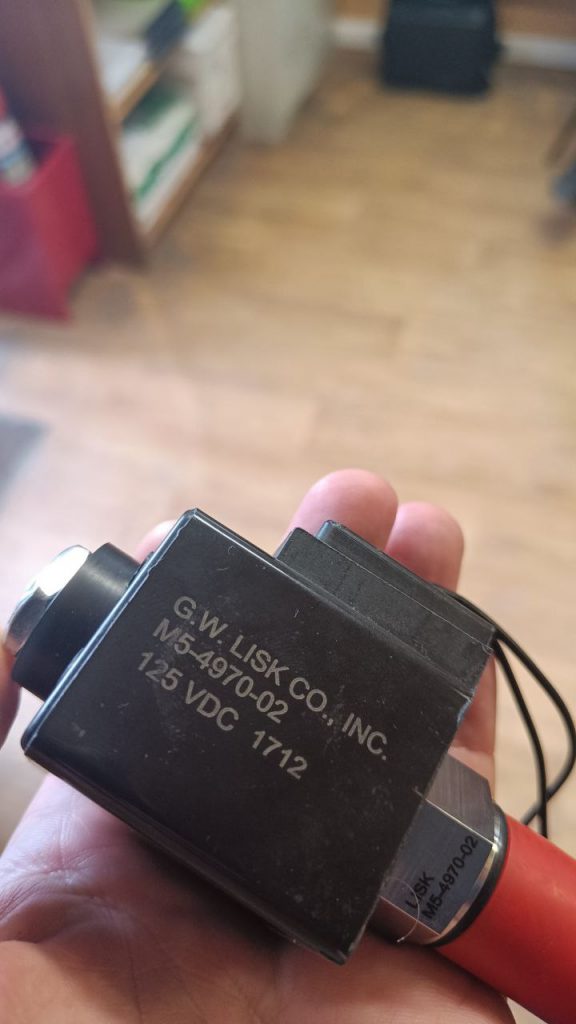 G.W. LISK CO., INC.
M5-4970-02
125 VDC 1712
LISK
M5-4970-02